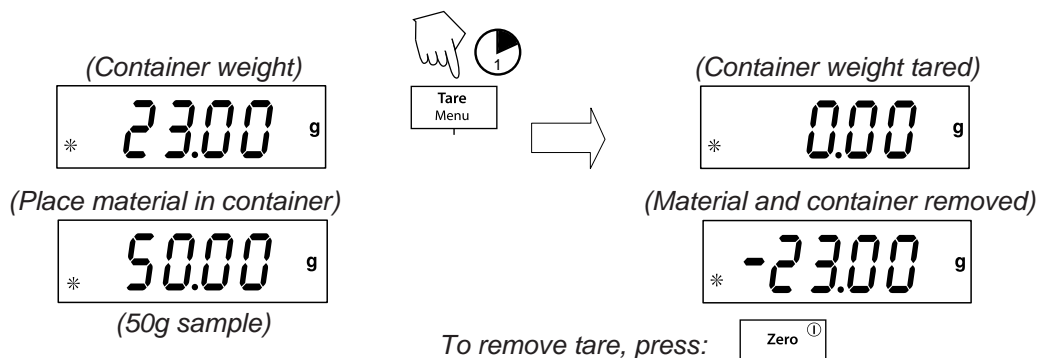 (Container weight)
* 23.00 g
1
Tare
Menu
(Container weight tared)
* 0.00 g
(Place material in container)
* 50.00 g
(50g sample)
(Material and container removed)
* -23.00 g
To remove tare, press:
Zero